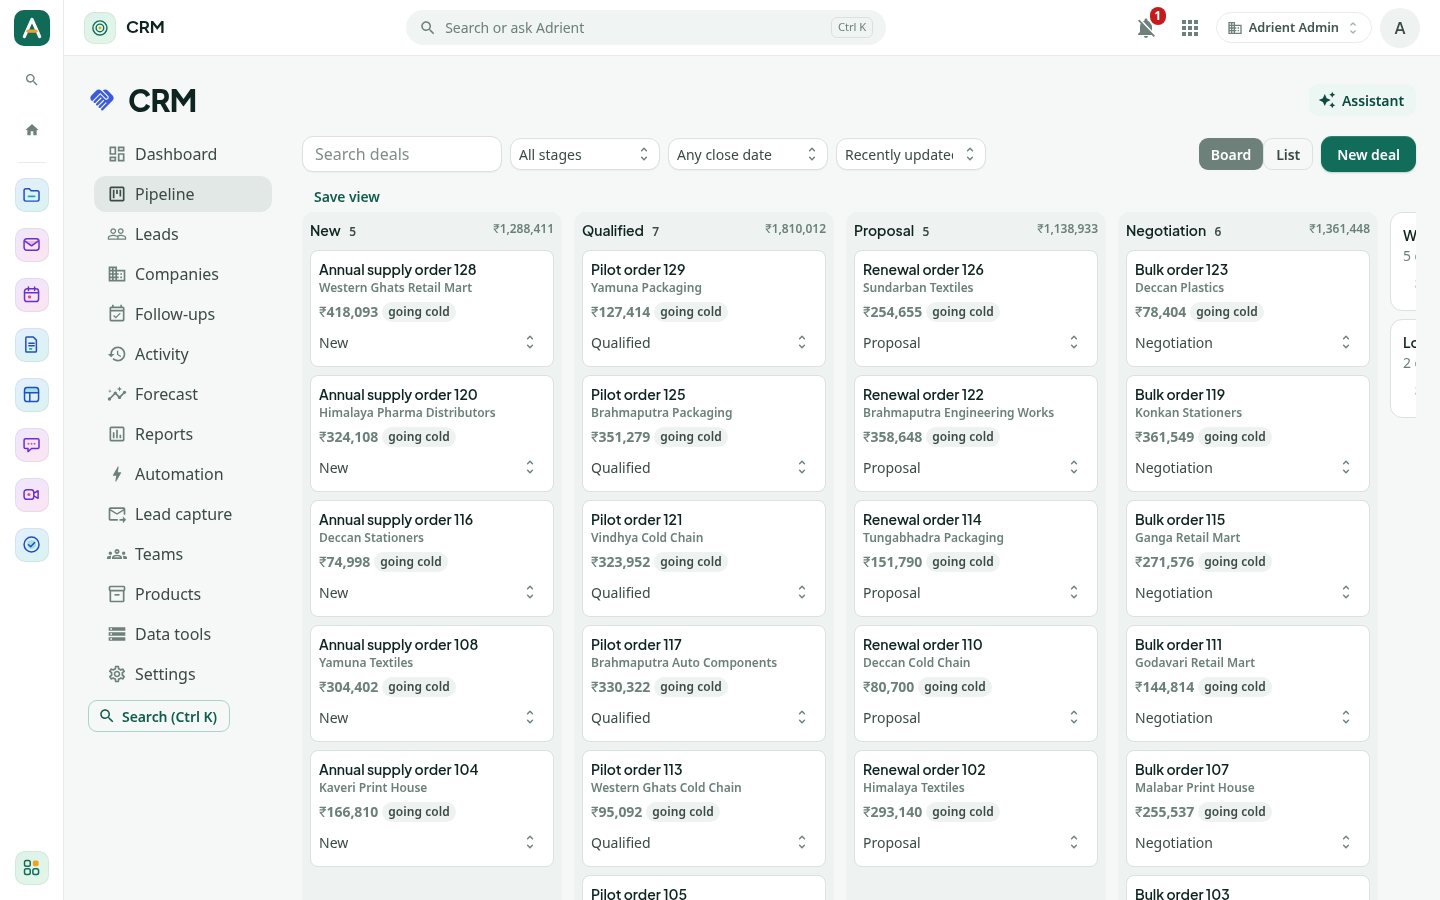 CRM
Search or ask Adrient
Ctrl K
1
Adrient Admin
A
CRM
Assistant
Dashboard
Pipeline
Leads
Companies
Follow-ups
Activity
Forecast
Reports
Automation
Lead capture
Teams
Products
Data tools
Settings
Search (Ctrl K)
Search deals
All stages
Any close date
Recently update
Board
List
New deal
Save view
New 5 ₹1,288,411
Annual supply order 128
Western Ghats Retail Mart
₹418,093 going cold
New
Annual supply order 120
Himalaya Pharma Distributors
₹324,108 going cold
New
Annual supply order 116
Deccan Stationers
₹74,998 going cold
New
Annual supply order 108
Yamuna Textiles
₹304,402 going cold
New
Annual supply order 104
Kaveri Print House
₹166,810 going cold
New
Qualified 7 ₹1,810,012
Pilot order 129
Yamuna Packaging
₹127,414 going cold
Qualified
Pilot order 125
Brahmaputra Packaging
₹351,279 going cold
Qualified
Pilot order 121
Vindhya Cold Chain
₹323,952 going cold
Qualified
Pilot order 117
Brahmaputra Auto Components
₹330,322 going cold
Qualified
Pilot order 113
Western Ghats Cold Chain
₹95,092 going cold
Qualified
Pilot order 105
Proposal 5 ₹1,138,933
Renewal order 126
Sundarban Textiles
₹254,655 going cold
Proposal
Renewal order 122
Brahmaputra Engineering Works
₹358,648 going cold
Proposal
Renewal order 114
Tungabhadra Packaging
₹151,790 going cold
Proposal
Renewal order 110
Deccan Cold Chain
₹80,700 going cold
Proposal
Renewal order 102
Himalaya Textiles
₹293,140 going cold
Proposal
Negotiation 6 ₹1,361,448
Bulk order 123
Deccan Plastics
₹78,404 going cold
Negotiation
Bulk order 119
Konkan Stationers
₹361,549 going cold
Negotiation
Bulk order 115
Ganga Retail Mart
₹271,576 going cold
Negotiation
Bulk order 111
Godavari Retail Mart
₹144,814 going cold
Negotiation
Bulk order 107
Malabar Print House
₹255,537 going cold
Negotiation
Bulk order 103
5
2